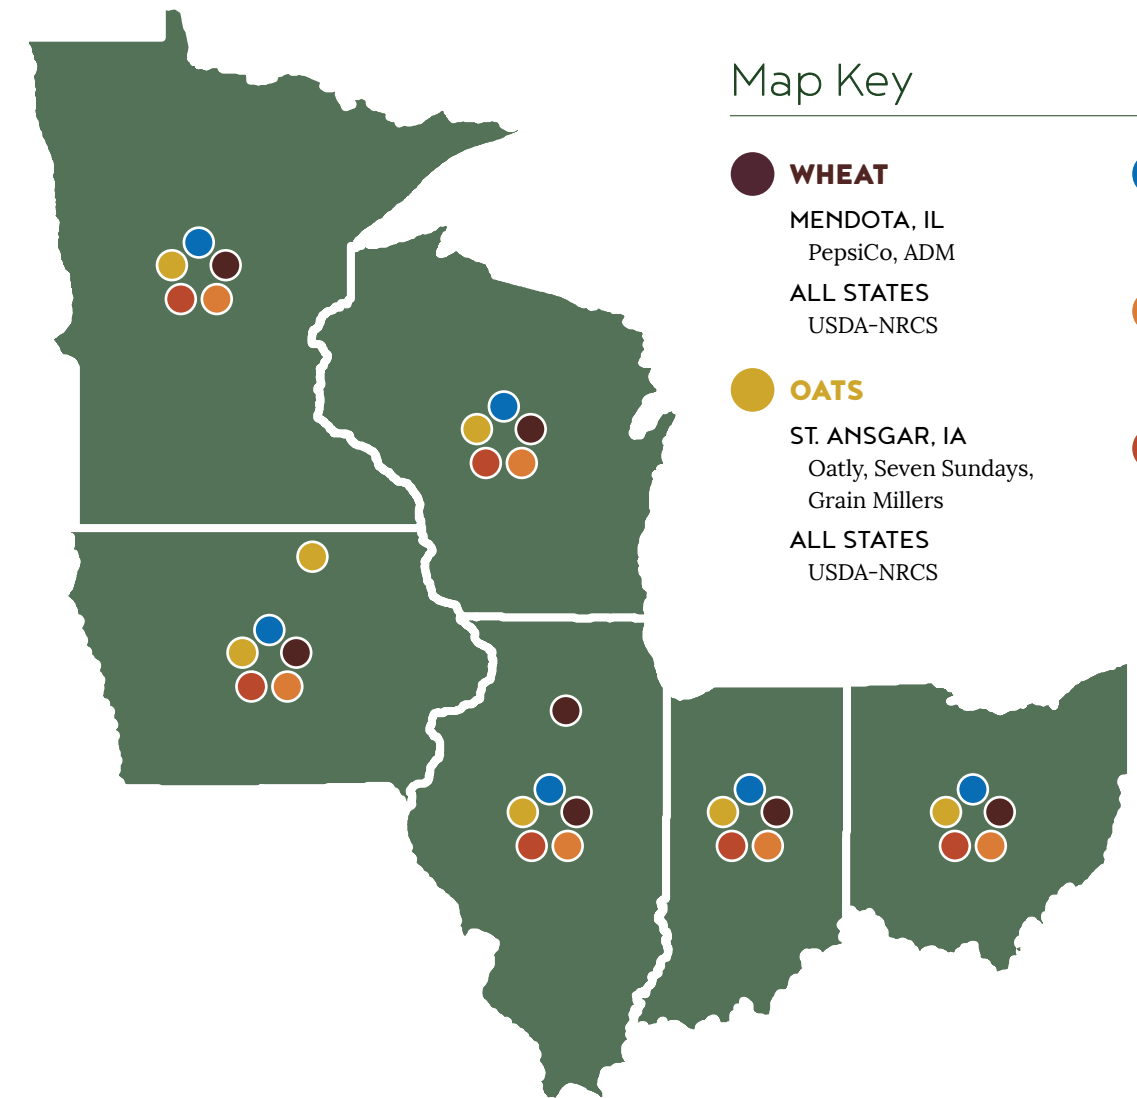 Map Key
WHEAT
MENDOTA, IL
PepsiCo, ADM
ALL STATES
USDA-NRCS
OATS
ST. ANSGAR, IA
Oatly, Seven Sundays,
Grain Millers
ALL STATES
USDA-NRCS